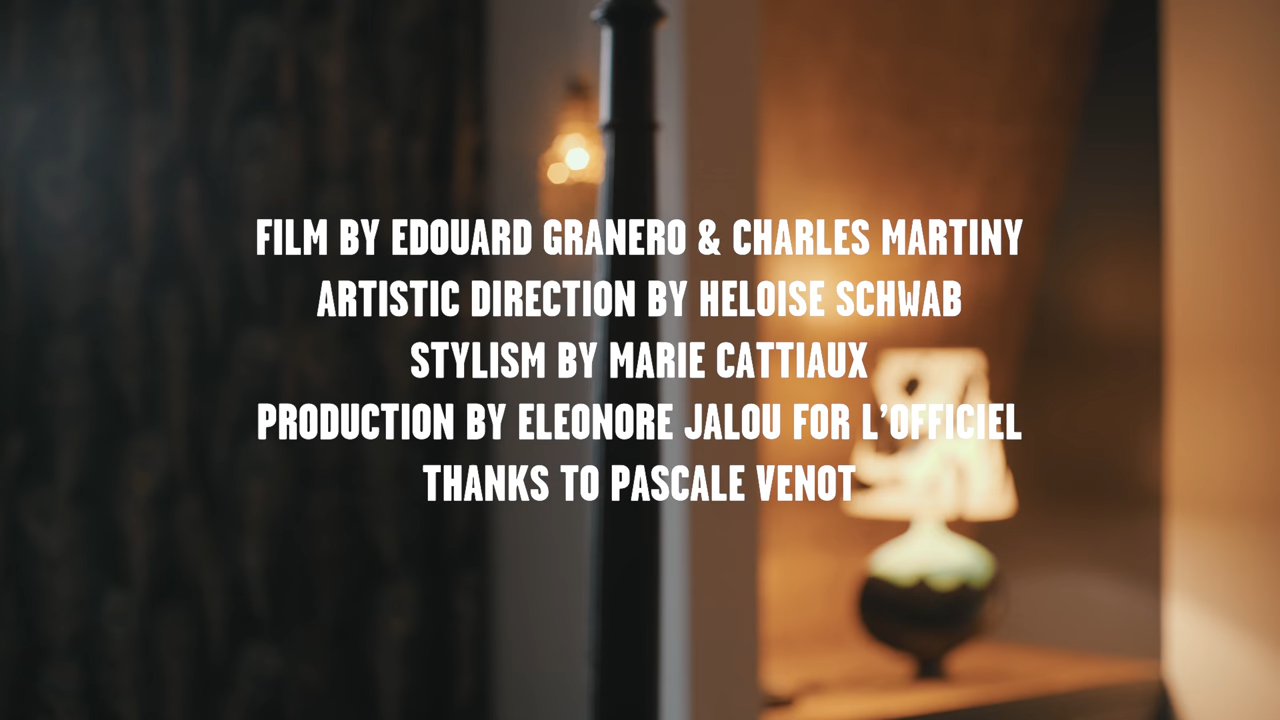 FILM BY EDOUARD GRANERO & CHARLES MARTINY
ARTISTIC DIRECTION BY HELOISE SCHWAB
STYLISM BY MARIE CATTIAUX
PRODUCTION BY ELEONORE JALOU FOR L'OFFICIEL
THANKS TO PASCALE VENOT